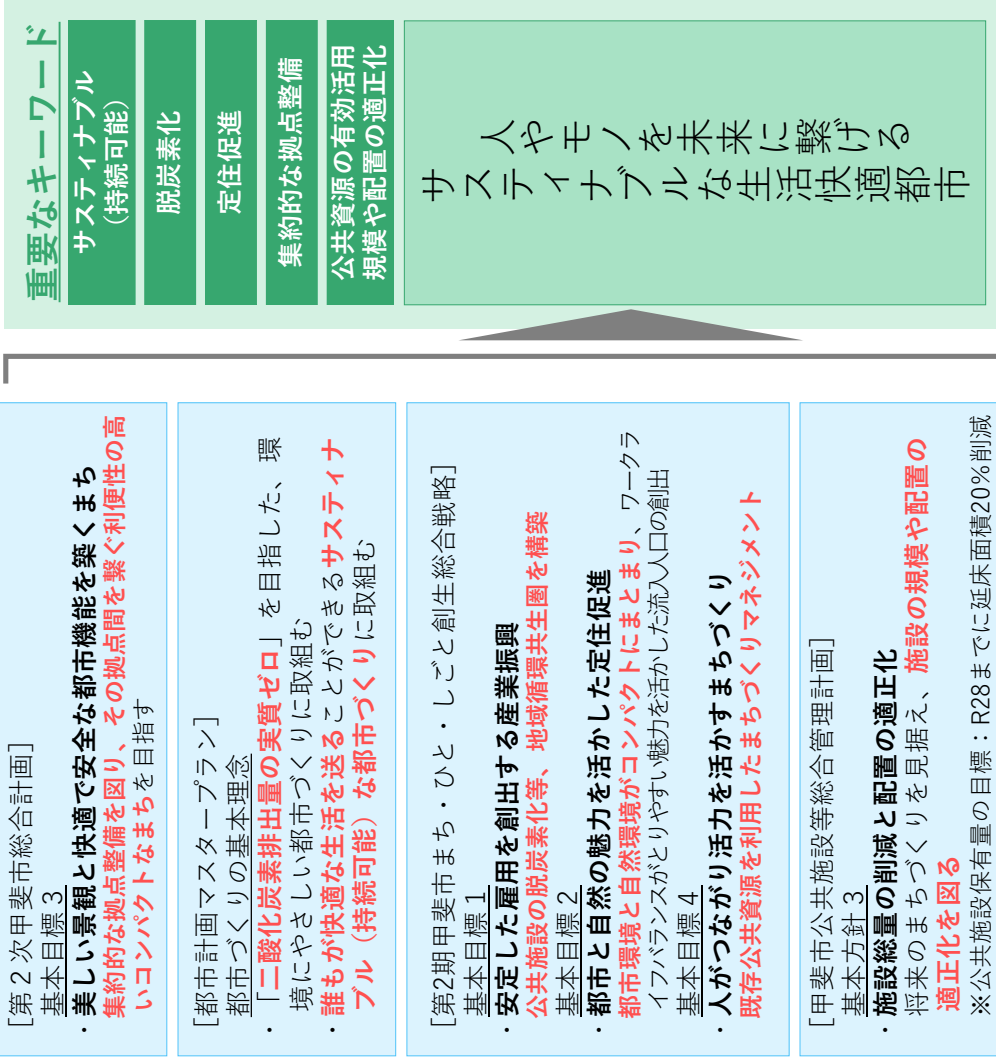 [第２次甲斐市総合計画]
基本目標３
・美しい景観と快適で安全な都市機能を築くまち
集約的な拠点整備を図り、その拠点間を繋ぐ利便性の高
いコンパクトなまちを目指す
[都市計画マスタープラン]
都市づくりの基本理念
・「二酸化炭素排出量の実質ゼロ」を目指した、環
境にやさしい都市づくりに取組む
・誰もが快適な生活を送ることができるサスティナ
ブル（持続可能）な都市づくりに取組む
[第2期甲斐市まち・ひと・しごと創生総合戦略]
基本目標１
・安定した雇用を創出する産業振興
公共施設の脱炭素化等、地域循環共生圏を構築
基本目標２
・都市と自然の魅力を活かした定住促進
都市環境と自然環境がコンパクトにまとまり、ワークラ
イフバランスがとりやすい魅力を活かした流入人口の創出
基本目標４
・人がつながり活力を活かすまちづくり
既存公共資源を利用したまちづくりマネジメント
[甲斐市公共施設等総合管理計画]
基本方針３
・施設総量の削減と配置の適正化
将来のまちづくりを見据え、施設の規模や配置の
適正化を図る
※公共施設保有量の目標：R28までに延床面積20％削減
重要なキーワード
サスティナブル
（持続可能）
脱炭素化
定住促進
集約的な拠点整備
公共資源の有効活用
規模や配置の適正化
人やモノを未来に繋げる
サスティナブルな生活快適都市